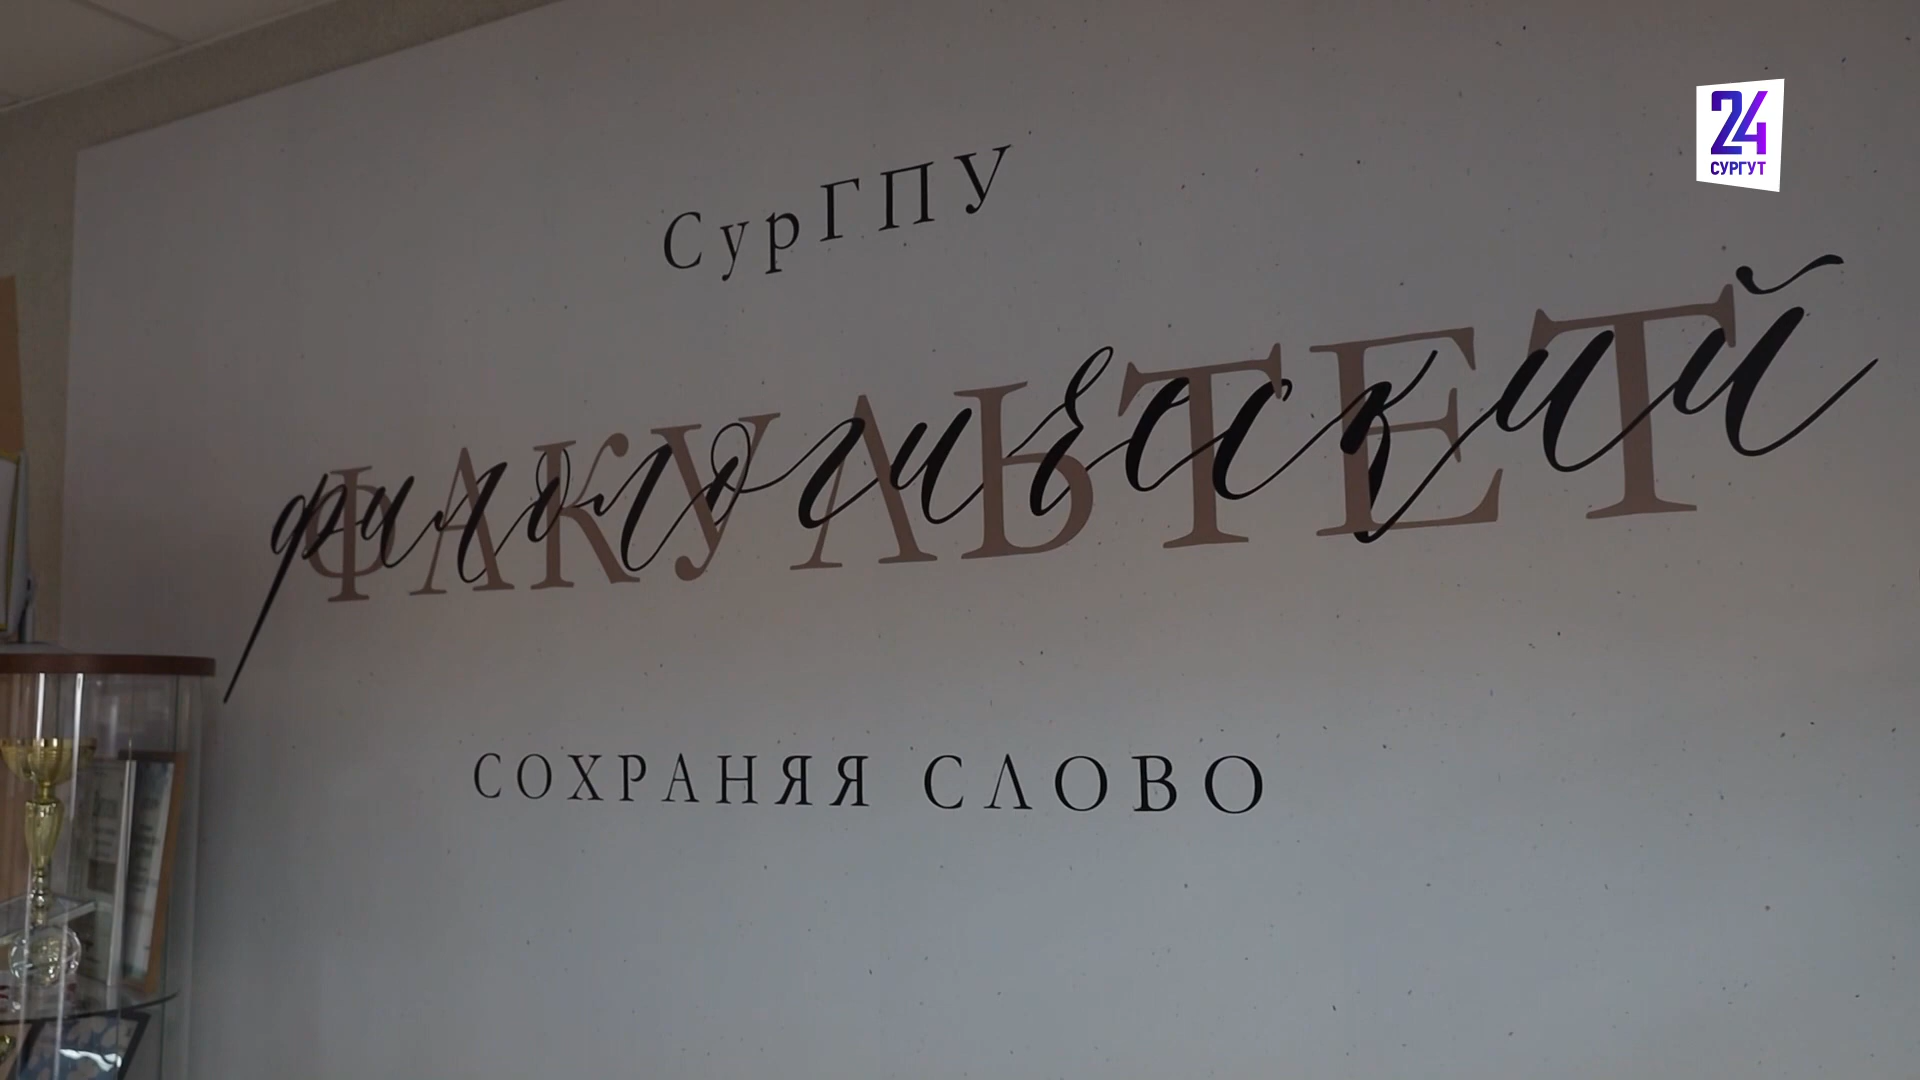 24
СУРГУТ
СурГПУ
филологический
ФАКУЛЬТЕТ
СОХРАНЯЯ СЛОВО